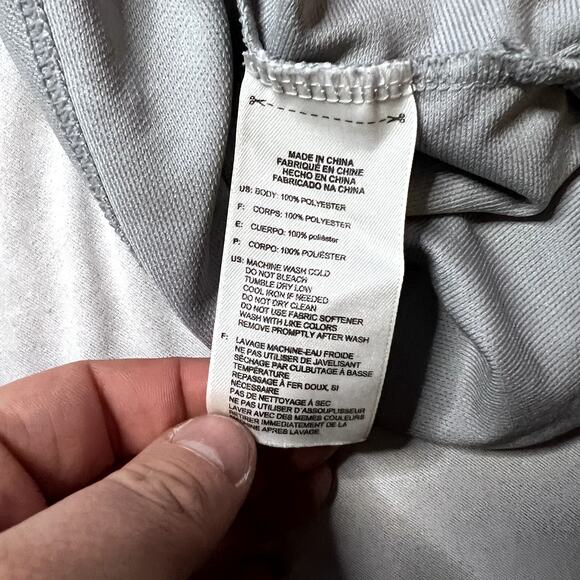 MADE IN CHINA
FABRIQUÉ EN CHINE
HECHO EN CHINA
FABRICADO NA CHINA
US: BODY: 100% POLYESTER
F: CORPS: 100% POLYESTER
E: CUERPO: 100% poliéster
P: CORPO: 100% POLIÉSTER
US: MACHINE WASH COLD
DO NOT BLEACH
TUMBLE DRY LOW
COOL IRON IF NEEDED
DO NOT DRY CLEAN
DO NOT USE FABRIC SOFTENER
WASH WITH LIKE COLORS
REMOVE PROMPTLY AFTER WASH
F: LAVAGE MACHINE-EAU FROIDE
NE PAS UTILISER DE JAVELISANT
SÉCHAGE PAR CULBUTAGE À BASSE
TEMPÉRATURE
REPASSAGE À FER DOUX, SI
NÉCESSAIRE
PAS DE NETTOYAGE À SEC
NE PAS UTILISER D'ASSOUPLISSEUR
LAVER AVEC DES MÊMES COULEURS
RETIRER IMMÉDIATEMENT DE LA
APRÈS LAVAGE